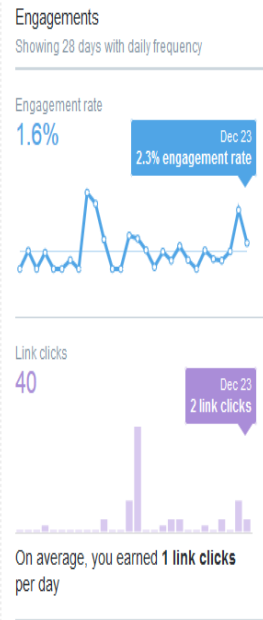 Engagements
Showing 28 days with daily frequency
Engagement rate
1.6%
Dec 23
2.3% engagement rate
Link clicks
40
Dec 23
2 link clicks
On average, you earned 1 link clicks
per day